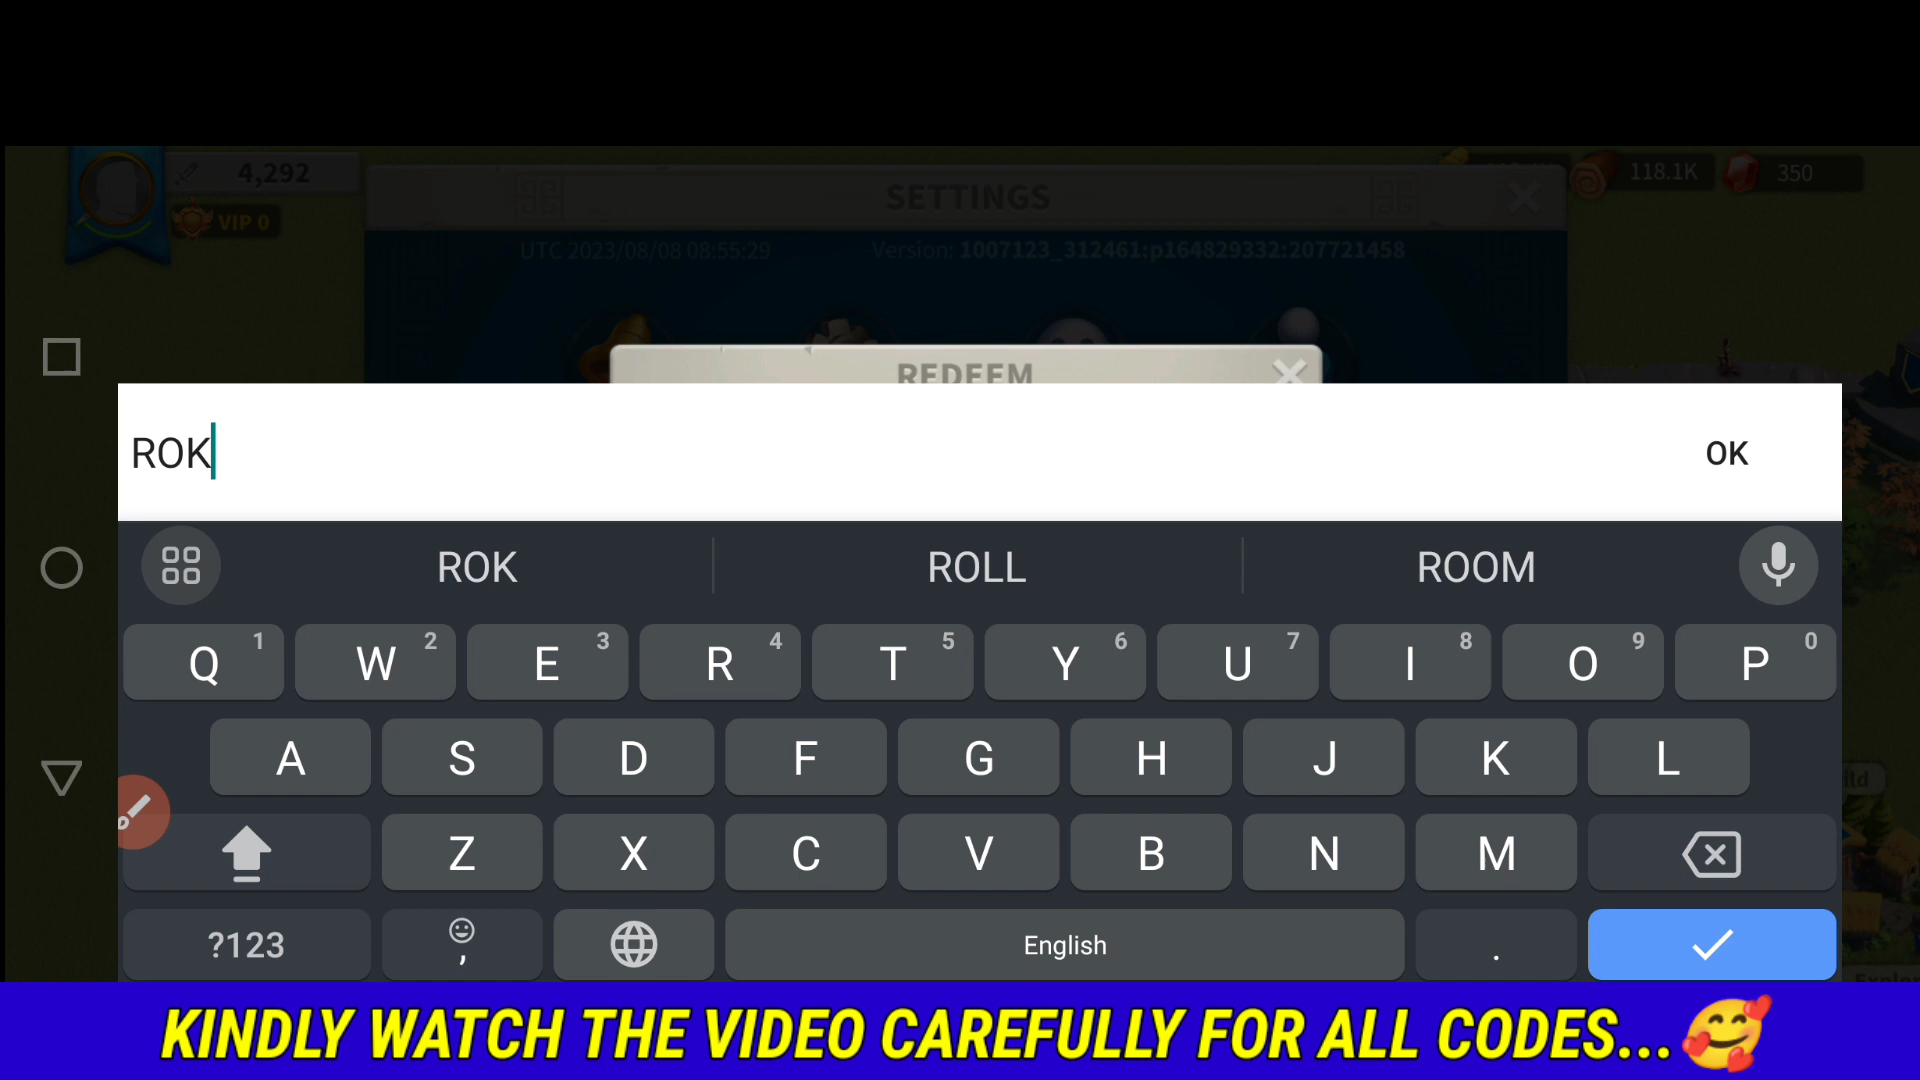 4,292
118.1K
350
SETTINGS
VIP 0
UTC 2023/08/08 08:55:29
Version: 1007123_312461:p164829332:207721458
REDEEM
ROK
OK
ROK ROLL ROOM
Q 1 W 2 E 3 R 4 T 5 Y 6 U 7 I 8 O 9 P 0
A S D F G H J K L
Z X C V B N M
?123 , English .
KINDLY WATCH THE VIDEO CAREFULLY FOR ALL CODES...